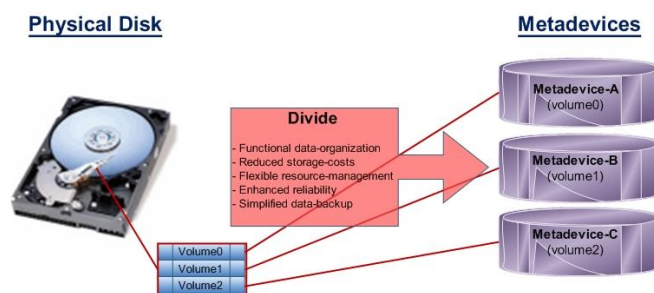 Physical Disk
Metadevices
Divide
- Functional data-organization
- Reduced storage-costs
- Flexible resource-management
- Enhanced reliability
- Simplified data-backup
Metadevice-A
(volume0)
Metadevice-B
(volume1)
Metadevice-C
(volume2)
Volume0
Volume1
Volume2